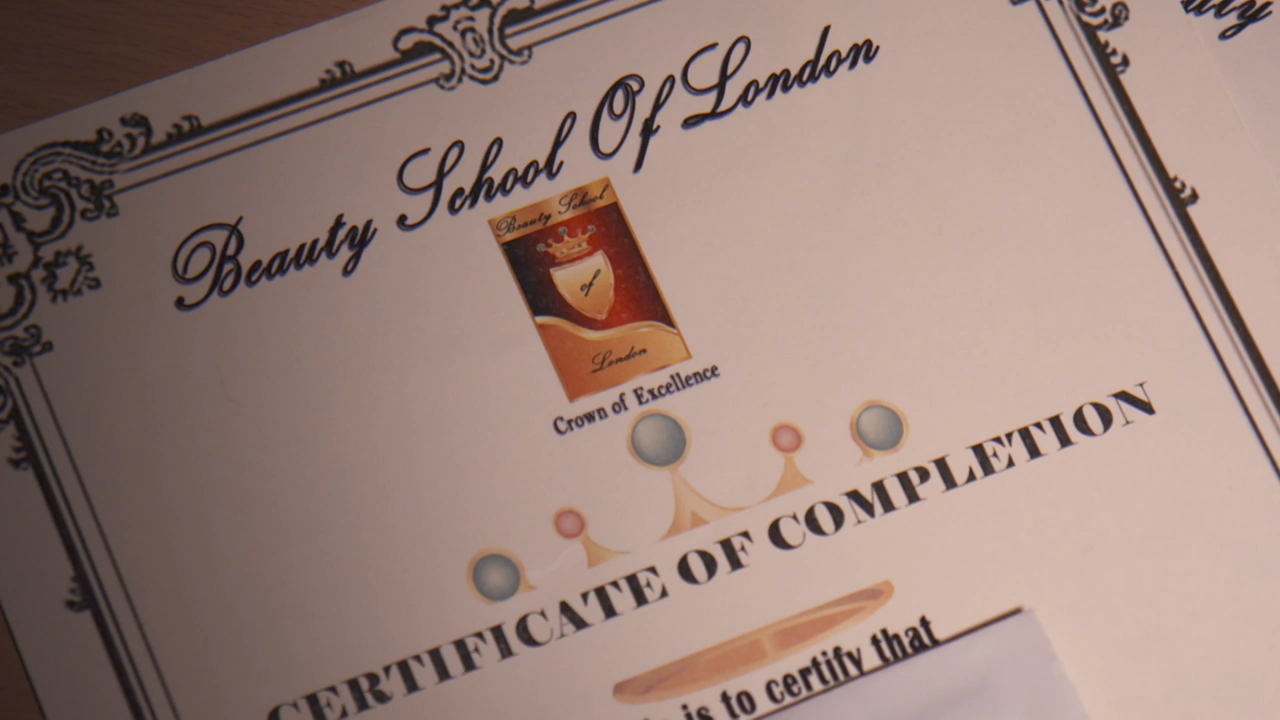 Beauty School Of London
Beauty School
of
London
Crown of Excellence
CERTIFICATE OF COMPLETION
is to certify that